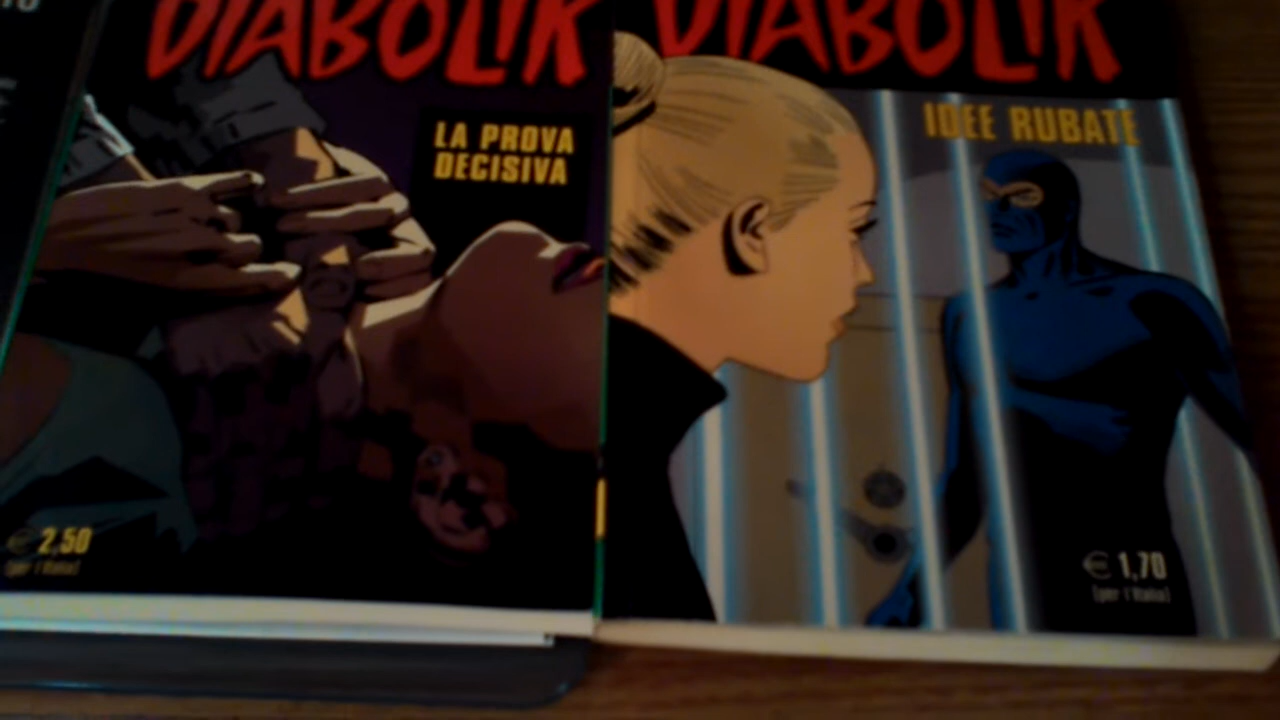 DIABOLIK
LA PROVA
DECISIVA
€ 2,50
(per l'Italia)
DIABOLIK
IDEE RUBATE
€ 1,70
(per l'Italia)